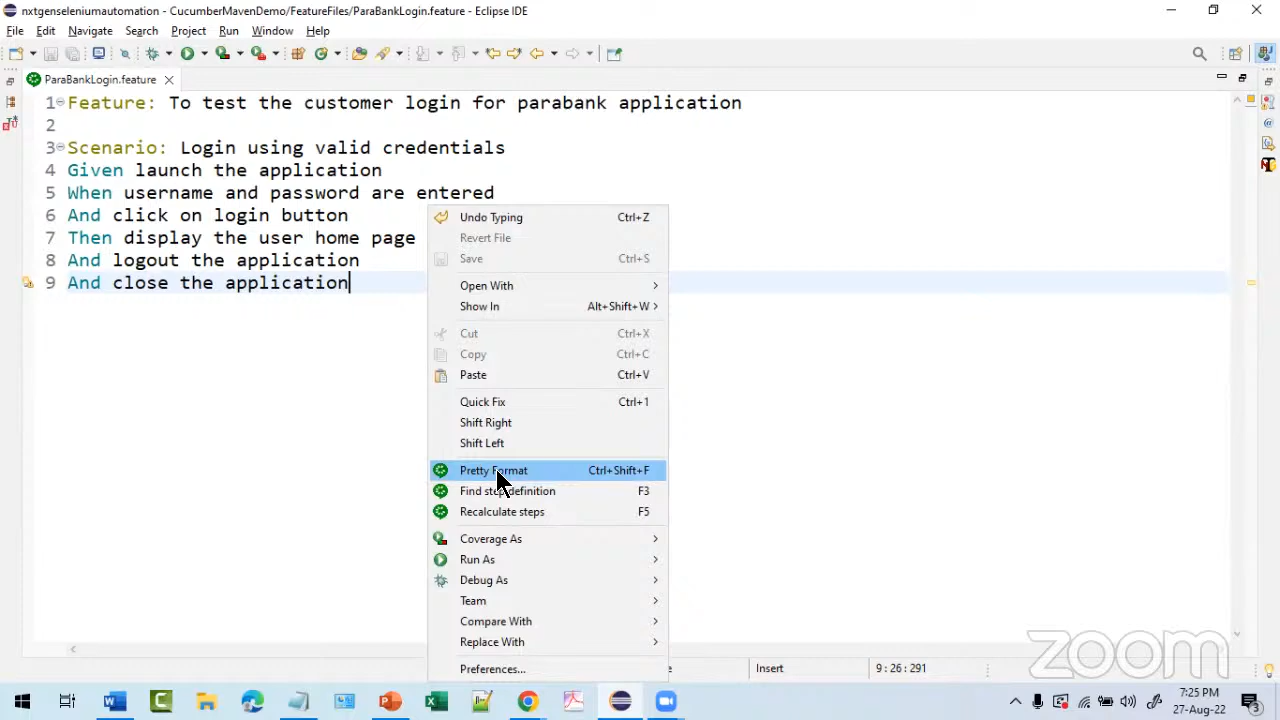 nxtgenseleniumautomation - CucumberMavenDemo/FeatureFiles/ParaBankLogin.feature - Eclipse IDE
File Edit Navigate Search Project Run Window Help
ParaBankLogin.feature
1 Feature: To test the customer login for parabank application
2
3 Scenario: Login using valid credentials
4 Given launch the application
5 When username and password are entered
6 And click on login button
7 Then display the user home page
8 And logout the application
9 And close the application
Undo Typing Ctrl+Z
Revert File
Save Ctrl+S
Open With
Show In Alt+Shift+W
Cut Ctrl+X
Copy Ctrl+C
Paste Ctrl+V
Quick Fix Ctrl+1
Shift Right
Shift Left
Pretty Format Ctrl+Shift+F
Find step definition F3
Recalculate steps F5
Coverage As
Run As
Debug As
Team
Compare With
Replace With
Preferences...
Insert
9:26:291
zoom
7:25 PM
27-Aug-22
3